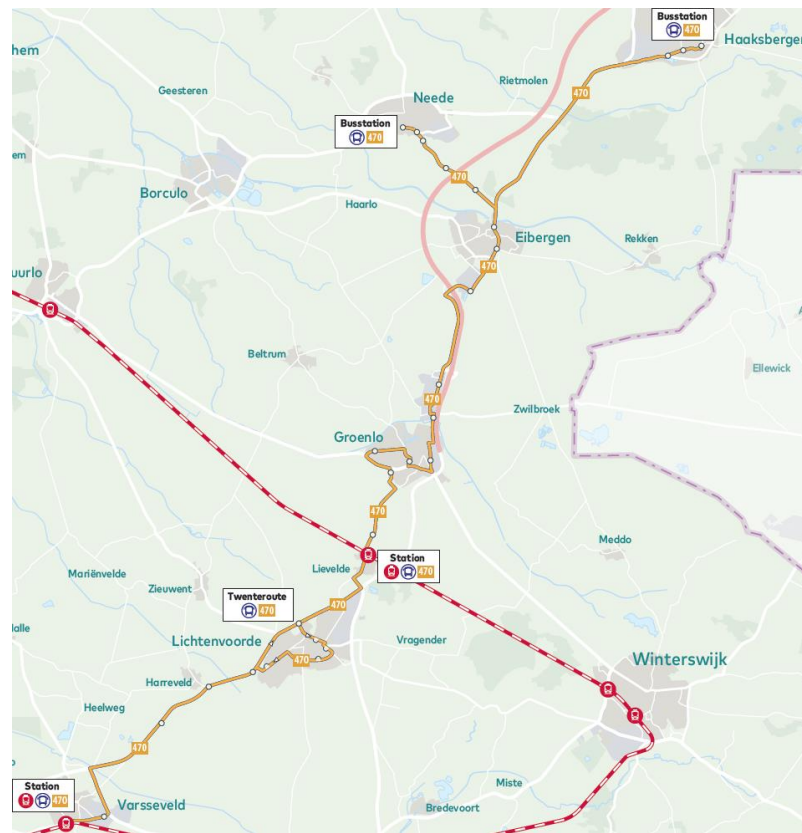 Busstation
470
Haaksbergen
hem
Rietmolen
Geesteren
Neede
470
Busstation
470
em
470
Borculo
Haarlo
Eibergen
Rekken
uurlo
470
Beltrum
Ellewick
470
Zwilbroek
Groenlo
470
Meddo
Station
470
Lievelde
Mariënvelde
Zieuwent
Twenteroute
470
470
alle
Lichtenvoorde
Vragender
470
Winterswijk
Harreveld
Heelweg
470
Station
470
Miste
Varsseveld
Bredevoort